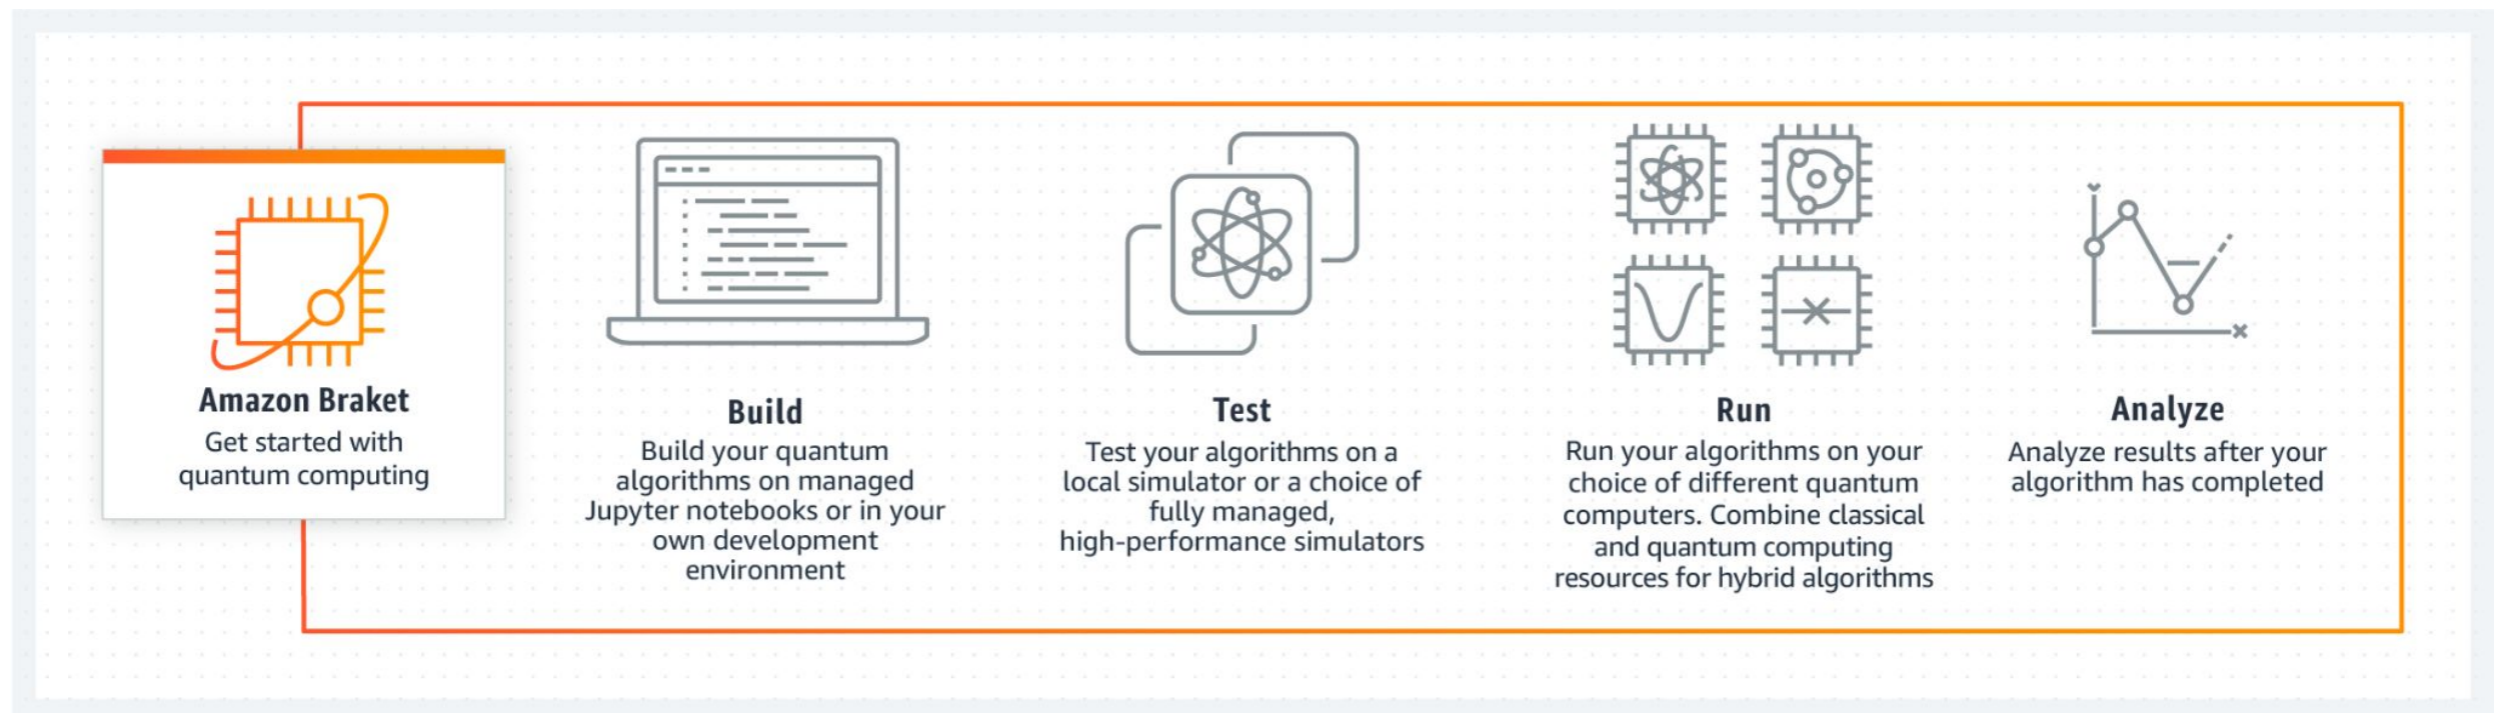 Amazon Braket
Get started with
quantum computing
Build
Build your quantum
algorithms on managed
Jupyter notebooks or in your
own development
environment
Test
Test your algorithms on a
local simulator or a choice of
fully managed,
high-performance simulators
Run
Run your algorithms on your
choice of different quantum
computers. Combine classical
and quantum computing
resources for hybrid algorithms
Analyze
Analyze results after your
algorithm has completed